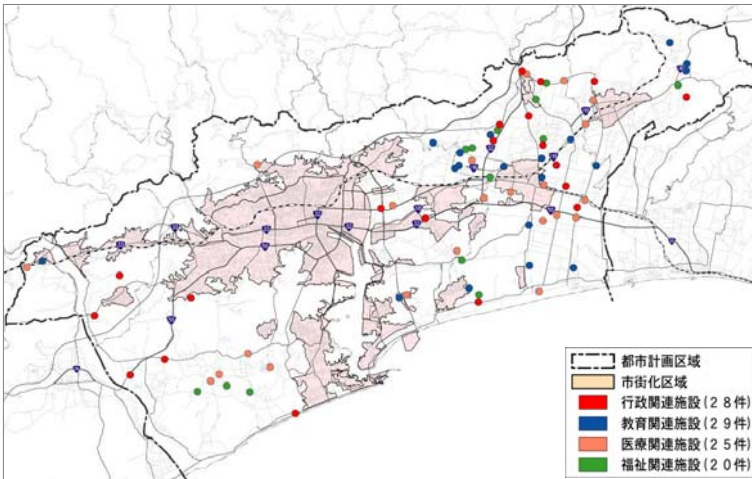 都市計画区域
市街化区域
行政関連施設(28件)
教育関連施設(29件)
医療関連施設(25件)
福祉関連施設(20件)